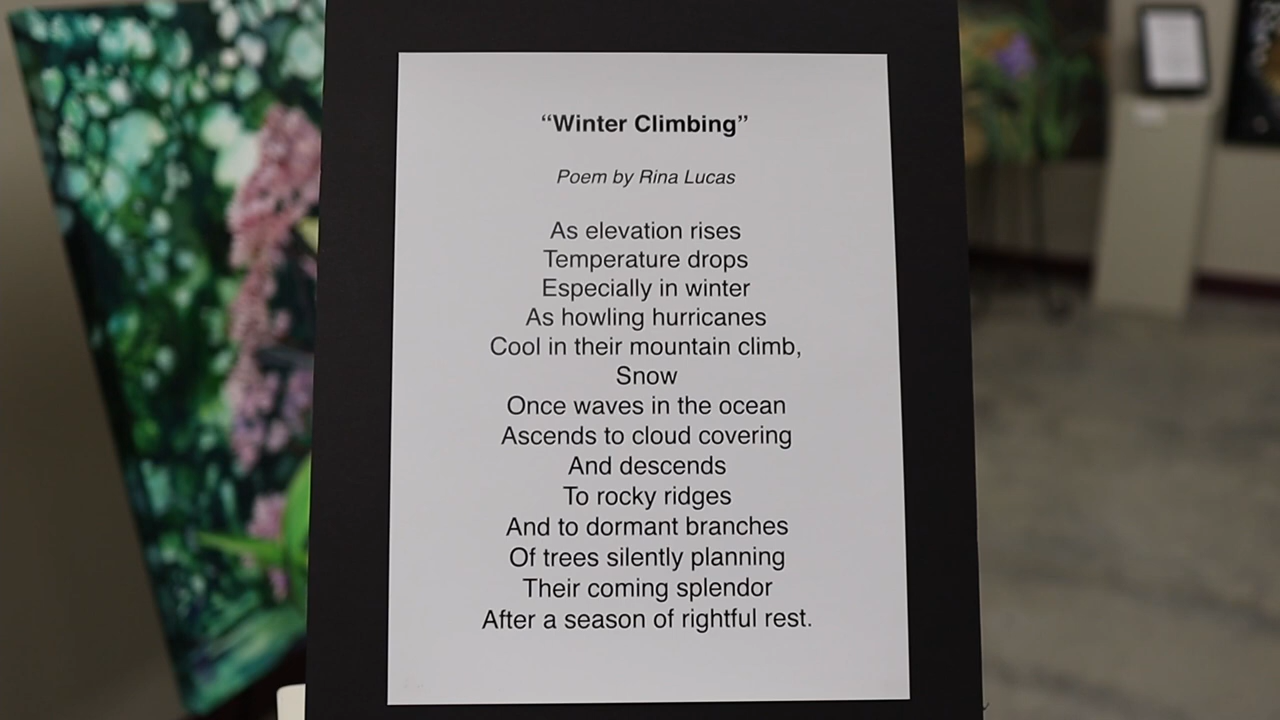 “Winter Climbing”
Poem by Rina Lucas
As elevation rises
Temperature drops
Especially in winter
As howling hurricanes
Cool in their mountain climb,
Snow
Once waves in the ocean
Ascends to cloud covering
And descends
To rocky ridges
And to dormant branches
Of trees silently planning
Their coming splendor
After a season of rightful rest.